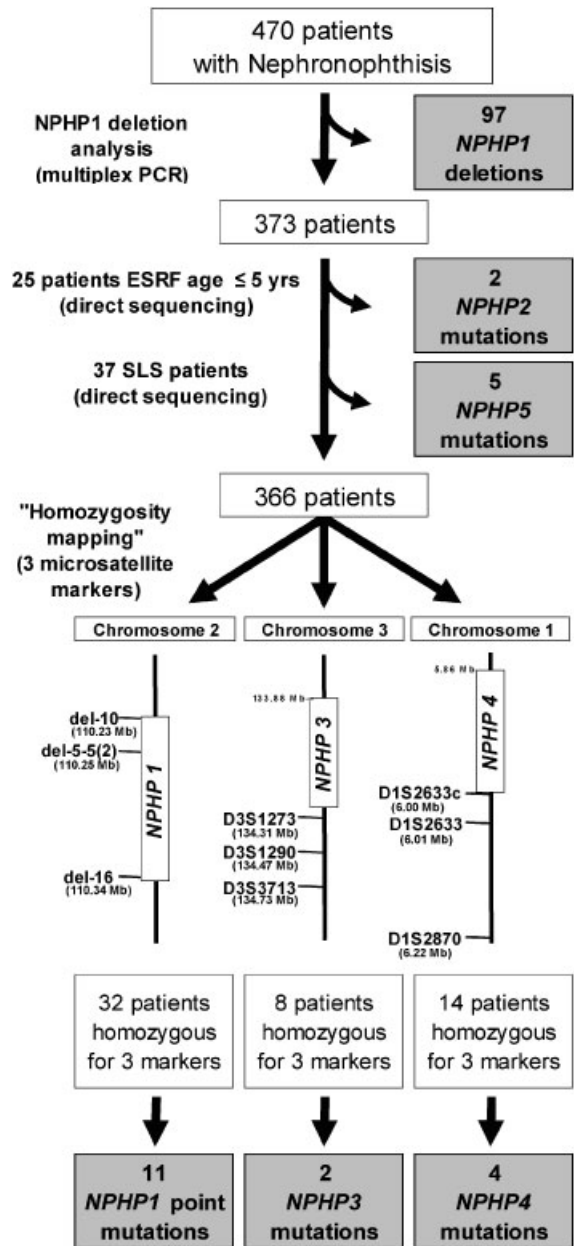 470 patients
with Nephronophthisis
NPHP1 deletion
analysis
(multiplex PCR)
97
NPHP1
deletions
373 patients
25 patients ESRF age ≤ 5 yrs
(direct sequencing)
2
NPHP2
mutations
37 SLS patients
(direct sequencing)
5
NPHP5
mutations
366 patients
"Homozygosity
mapping"
(3 microsatellite
markers)
Chromosome 2
Chromosome 3
Chromosome 1
del-10
(110.23 Mb)
del-5-5(2)
(110.25 Mb)
NPHP 1
del-16
(110.34 Mb)
133.88 Mb
NPHP 3
D3S1273
(134.31 Mb)
D3S1290
(134.47 Mb)
D3S3713
(134.73 Mb)
5.86 Mb
NPHP 4
D1S2633c
(6.00 Mb)
D1S2633
(6.01 Mb)
D1S2870
(6.22 Mb)
32 patients
homozygous
for 3 markers
8 patients
homozygous
for 3 markers
14 patients
homozygous
for 3 markers
11
NPHP1 point
mutations
2
NPHP3
mutations
4
NPHP4
mutations